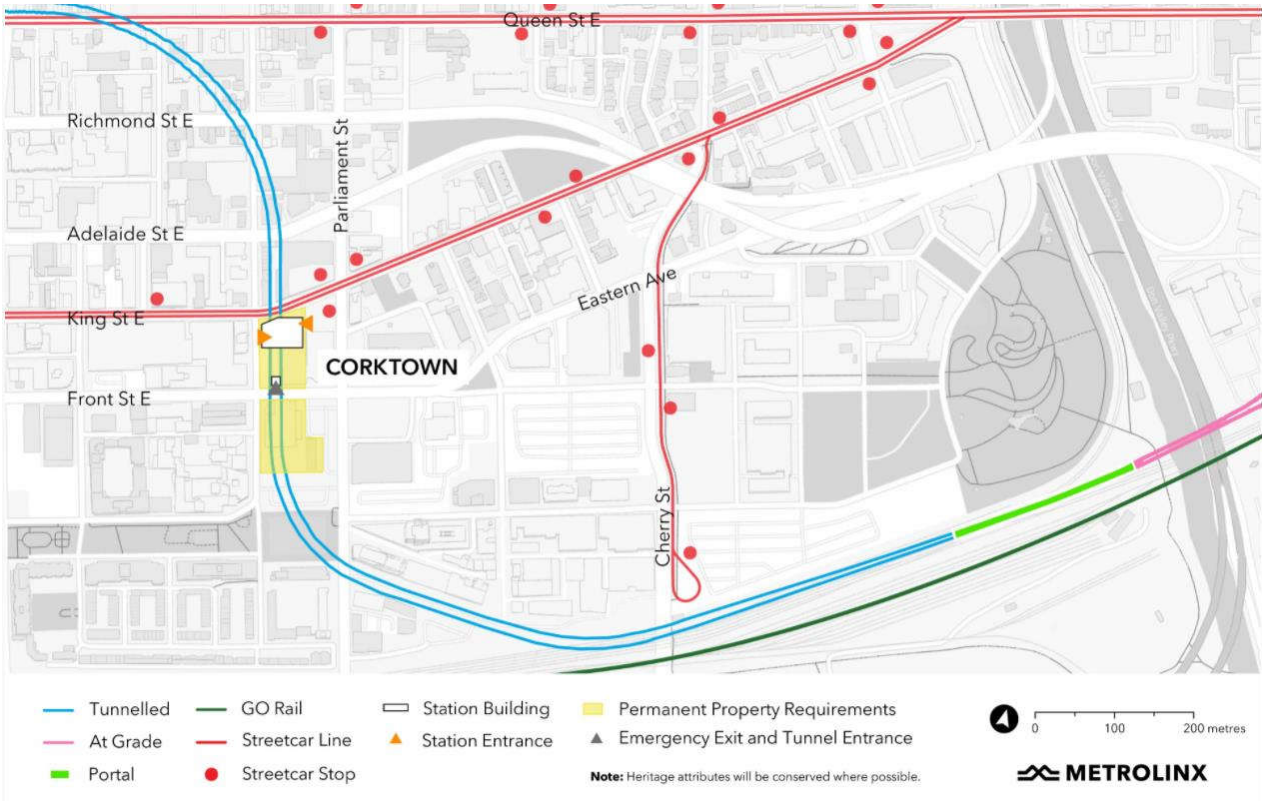 Queen St E
Richmond St E
Parliament St
Adelaide St E
Eastern Ave
King St E
CORKTOWN
Front St E
Cherry St
Tunnelled
GO Rail
Station Building
Permanent Property Requirements
At Grade
Streetcar Line
Station Entrance
Emergency Exit and Tunnel Entrance
Portal
Streetcar Stop
Note: Heritage attributes will be conserved where possible.
0 100 200 metres
METROLINX